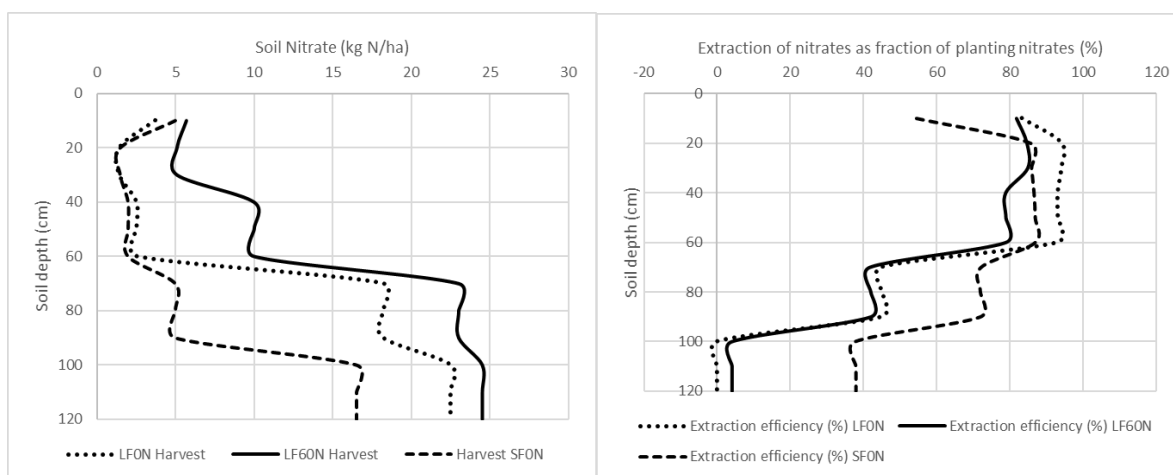 Soil Nitrate (kg N/ha)
0 5 10 15 20 25 30
0
20
40
60
80
100
120
Soil depth (cm)
LF0N Harvest LF60N Harvest Harvest SF0N
Extraction of nitrates as fraction of planting nitrates (%)
-20 0 20 40 60 80 100 120
0
20
40
60
80
100
120
Soil depth (cm)
Extraction efficiency (%) LF0N Extraction efficiency (%) LF60N
Extraction efficiency (%) SF0N